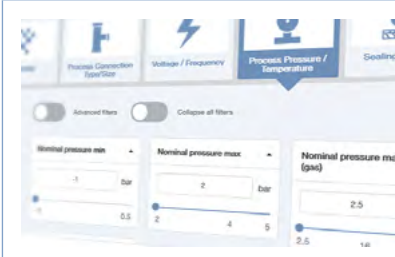 Process Connection
Type/Size
Voltage / Frequency
Process Pressure /
Temperature
Sealing
Advanced filters
Collapse all filters
Nominal pressure min
-1
bar
-1
0.5
Nominal pressure max
2
bar
2
4
5
Nominal pressure ma
(gas)
2.5
2.5
16